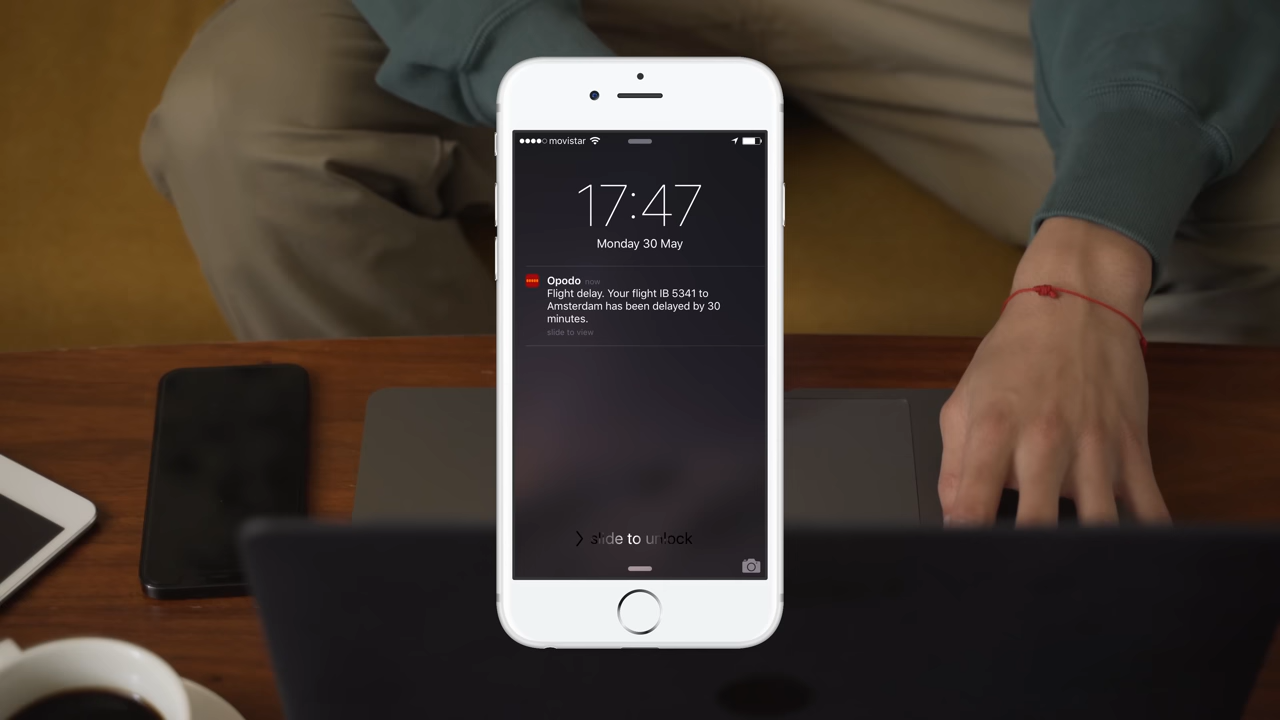 movistar
17:47
Monday 30 May
Opodo now
Flight delay. Your flight IB 5341 to
Amsterdam has been delayed by 30
minutes.
slide to view
slide to unlock